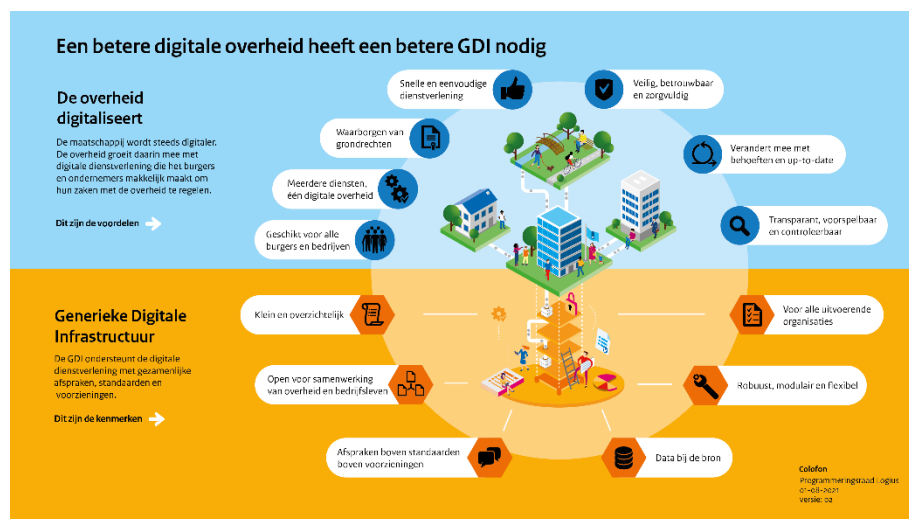 Een betere digitale overheid heeft een betere GDI nodig
De overheid
digitaliseert
De maatschappij wordt steeds digitaler.
De overheid groeit daarin mee met
digitale dienstverlening die het burgers
en ondernemers makkelijk maakt om
hun zaken met de overheid te regelen.
Dit zijn de voordelen
Snelle en eenvoudige
dienstverlening
Waarborgen van
grondrechten
Meerdere diensten,
één digitale overheid
Geschikt voor alle
burgers en bedrijven
Veilig, betrouwbaar
en zorgvuldig
Verandert mee met
behoeften en up-to-date
Transparant, voorspelbaar
en controleerbaar
Generieke Digitale
Infrastructuur
De GDI ondersteunt de digitale
dienstverlening met gezamenlijke
afspraken, standaarden en
voorzieningen.
Dit zijn de kenmerken
Klein en overzichtelijk
Open voor samenwerking
van overheid en bedrijfsleven
Afspraken boven standaarden
boven voorzieningen
Voor alle uitvoerende
organisaties
Robuust, modulair en flexibel
Data bij de bron
Colofon
Programmeringsraad Logius
01-08-2021
versie: 02